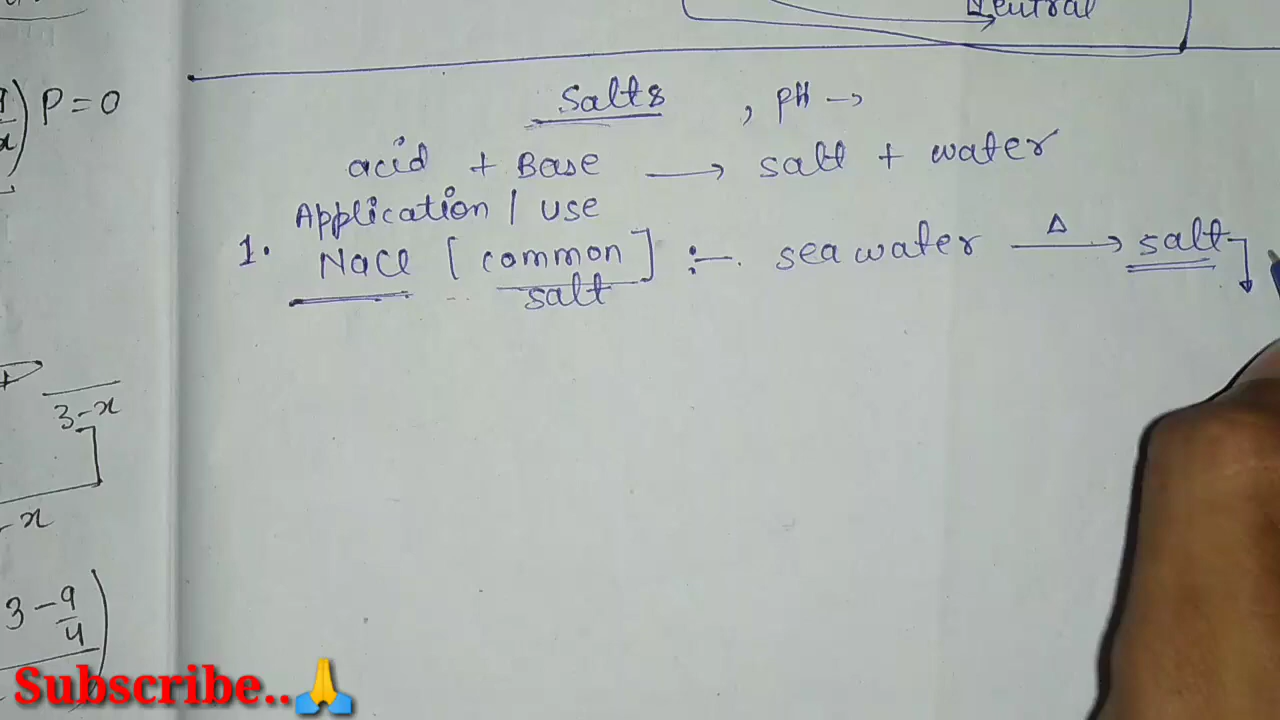 Neutral
Salts , pH →
acid + Base → salt + water
Application / use
1. NaCl [common salt] :- sea water Δ→ salt
P = 0
3-x
-x
3 - 9/4
Subscribe..🙏